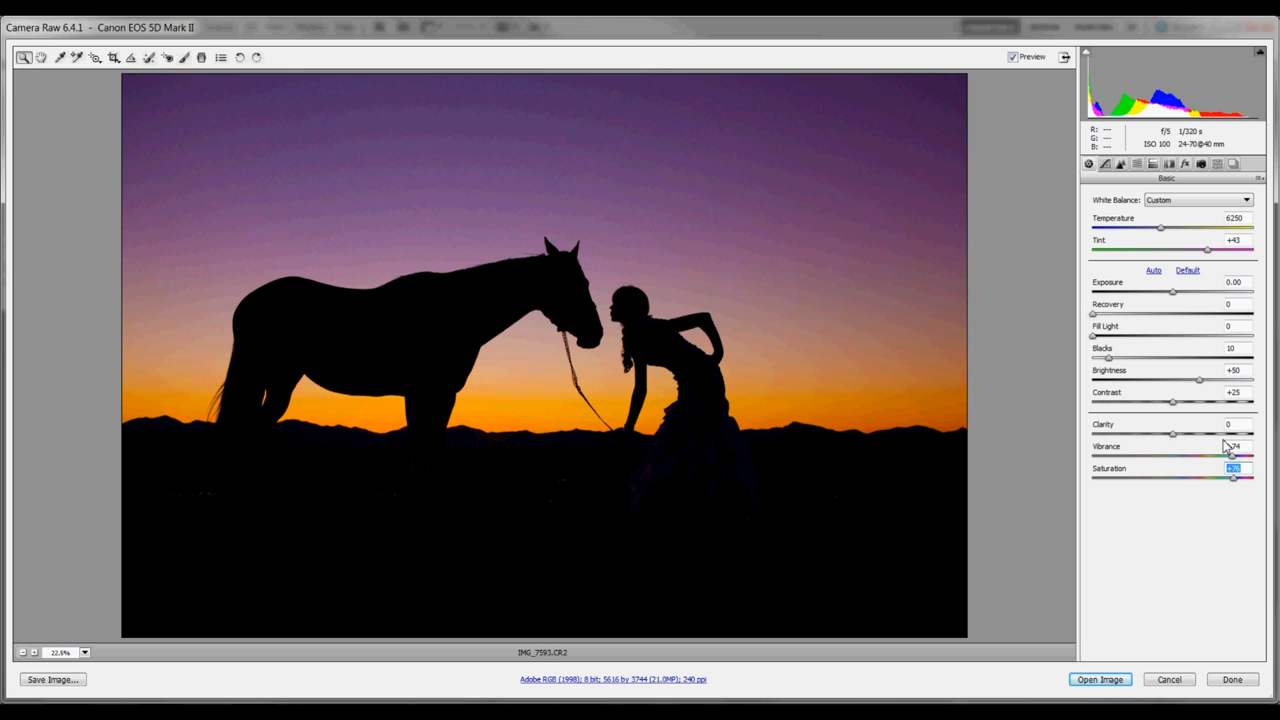 Camera Raw 6.4.1 - Canon EOS 5D Mark II
Preview
R: ---
G: ---
B: ---
f/5 1/320 s
ISO 100 24-70@40 mm
Basic
White Balance: Custom
Temperature 6250
Tint +43
Auto Default
Exposure 0.00
Recovery 0
Fill Light 0
Blacks 10
Brightness +50
Contrast +25
Clarity 0
Vibrance +74
Saturation +76
22.5%
IMG_7593.CR2
Save Image...
Adobe RGB (1998); 8 bit; 5616 by 3744 (21.0MP); 240 ppi
Open Image
Cancel
Done